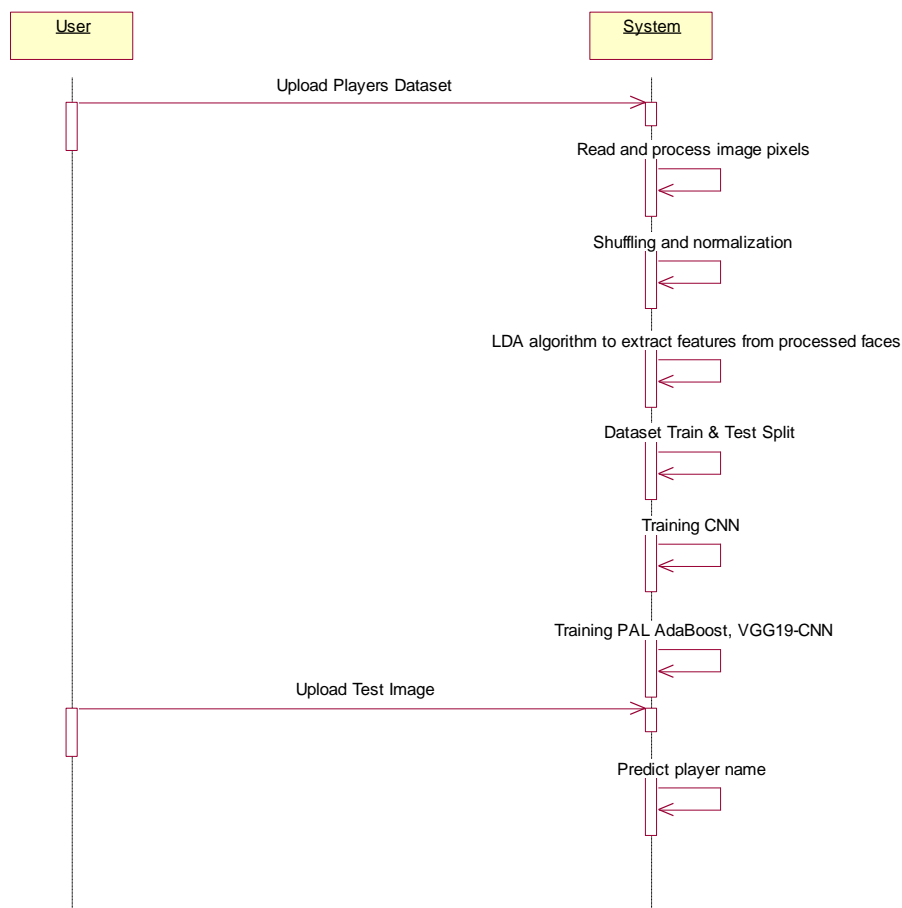 User
System
Upload Players Dataset
Read and process image pixels
Shuffling and normalization
LDA algorithm to extract features from processed faces
Dataset Train & Test Split
Training CNN
Training PAL AdaBoost, VGG19-CNN
Upload Test Image
Predict player name